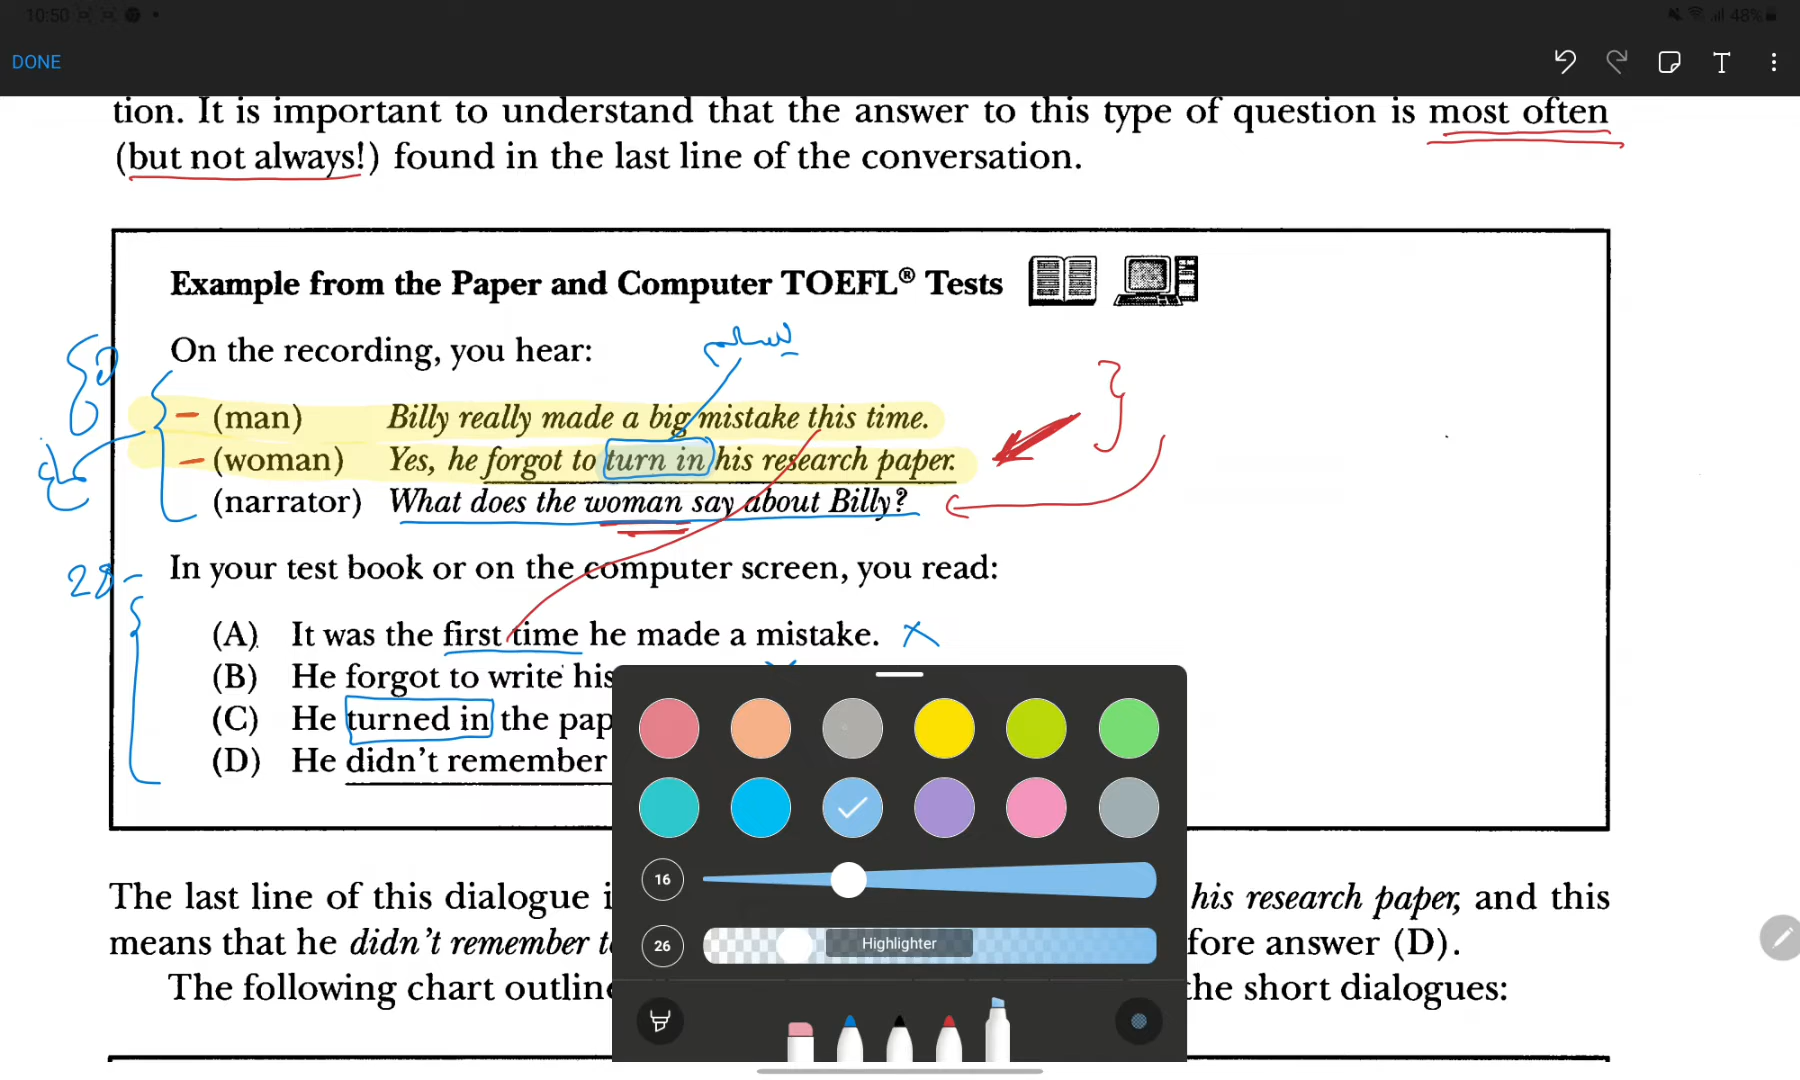 10:50
48%
DONE
T
tion. It is important to understand that the answer to this type of question is most often
(but not always!) found in the last line of the conversation.
Example from the Paper and Computer TOEFL® Tests
On the recording, you hear:
(man) Billy really made a big mistake this time.
(woman) Yes, he forgot to turn in his research paper.
(narrator) What does the woman say about Billy?
In your test book or on the computer screen, you read:
(A) It was the first time he made a mistake.
(B) He forgot to write his
(C) He turned in the pap
(D) He didn't remember
16
26
Highlighter
The last line of this dialogue i his research paper, and this
means that he didn't remember t fore answer (D).
The following chart outlin the short dialogues: